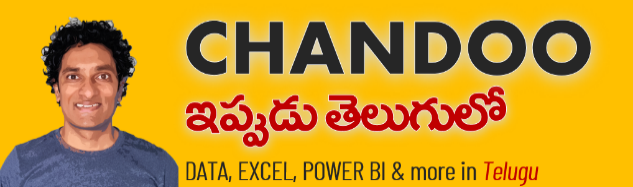 CHANDOO
ఇప్పుడు తెలుగులో
DATA, EXCEL, POWER BI & more in Telugu